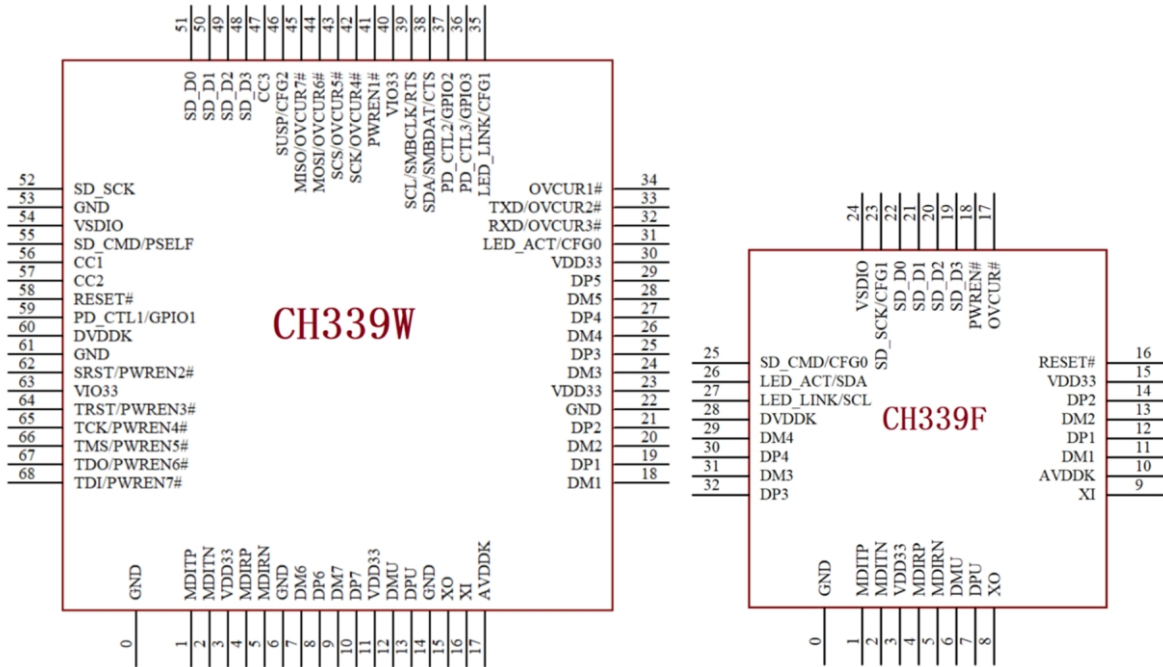 51 50 49 48 47 46 45 44 43 42 41 40 39 38 37 36 35
SD_D0
SD_D1
SD_D2
SD_D3
CC3
SUSP/CFG2
MISO/OVCUR7#
MOSI/OVCUR6#
SCS/OVCUR5#
SCK/OVCUR4#
PWREN1#
VIO33
SCL/SMBCLK/RTS
SDA/SMBDAT/CTS
PD_CTL2/GPIO2
PD_CTL3/GPIO3
LED_LINK/CFG1
52 SD_SCK
53 GND
54 VSDIO
55 SD_CMD/PSELF
56 CC1
57 CC2
58 RESET#
59 PD_CTL1/GPIO1
60 DVDDK
61 GND
62 SRST/PWREN2#
63 VIO33
64 TRST/PWREN3#
65 TCK/PWREN4#
66 TMS/PWREN5#
67 TDO/PWREN6#
68 TDI/PWREN7#
CH339W
OVCUR1# 34
TXD/OVCUR2# 33
RXD/OVCUR3# 32
LED_ACT/CFG0 31
VDD33 30
DP5 29
DM5 28
DP4 27
DM4 26
DP3 25
DM3 24
VDD33 23
GND 22
DP2 21
DM2 20
DP1 19
DM1 18
GND
MDITP
MDITN
VDD33
MDIRP
MDIRN
GND
DM6
DP6
DM7
DP7
VDD33
DMU
DPU
GND
XO
XI
AVDDK
0 1 2 3 4 5 6 7 8 9 10 11 12 13 14 15 16 17
24 23 22 21 20 19 18 17
VSDIO
SD_SCK/CFG1
SD_D0
SD_D1
SD_D2
SD_D3
PWREN#
OVCUR#
25 SD_CMD/CFG0
26 LED_ACT/SDA
27 LED_LINK/SCL
28 DVDDK
29 DM4
30 DP4
31 DM3
32 DP3
CH339F
RESET# 16
VDD33 15
DP2 14
DM2 13
DP1 12
DM1 11
AVDDK 10
XI 9
GND
MDITP
MDITN
VDD33
MDIRP
MDIRN
DMU
DPU
XO
0 1 2 3 4 5 6 7 8